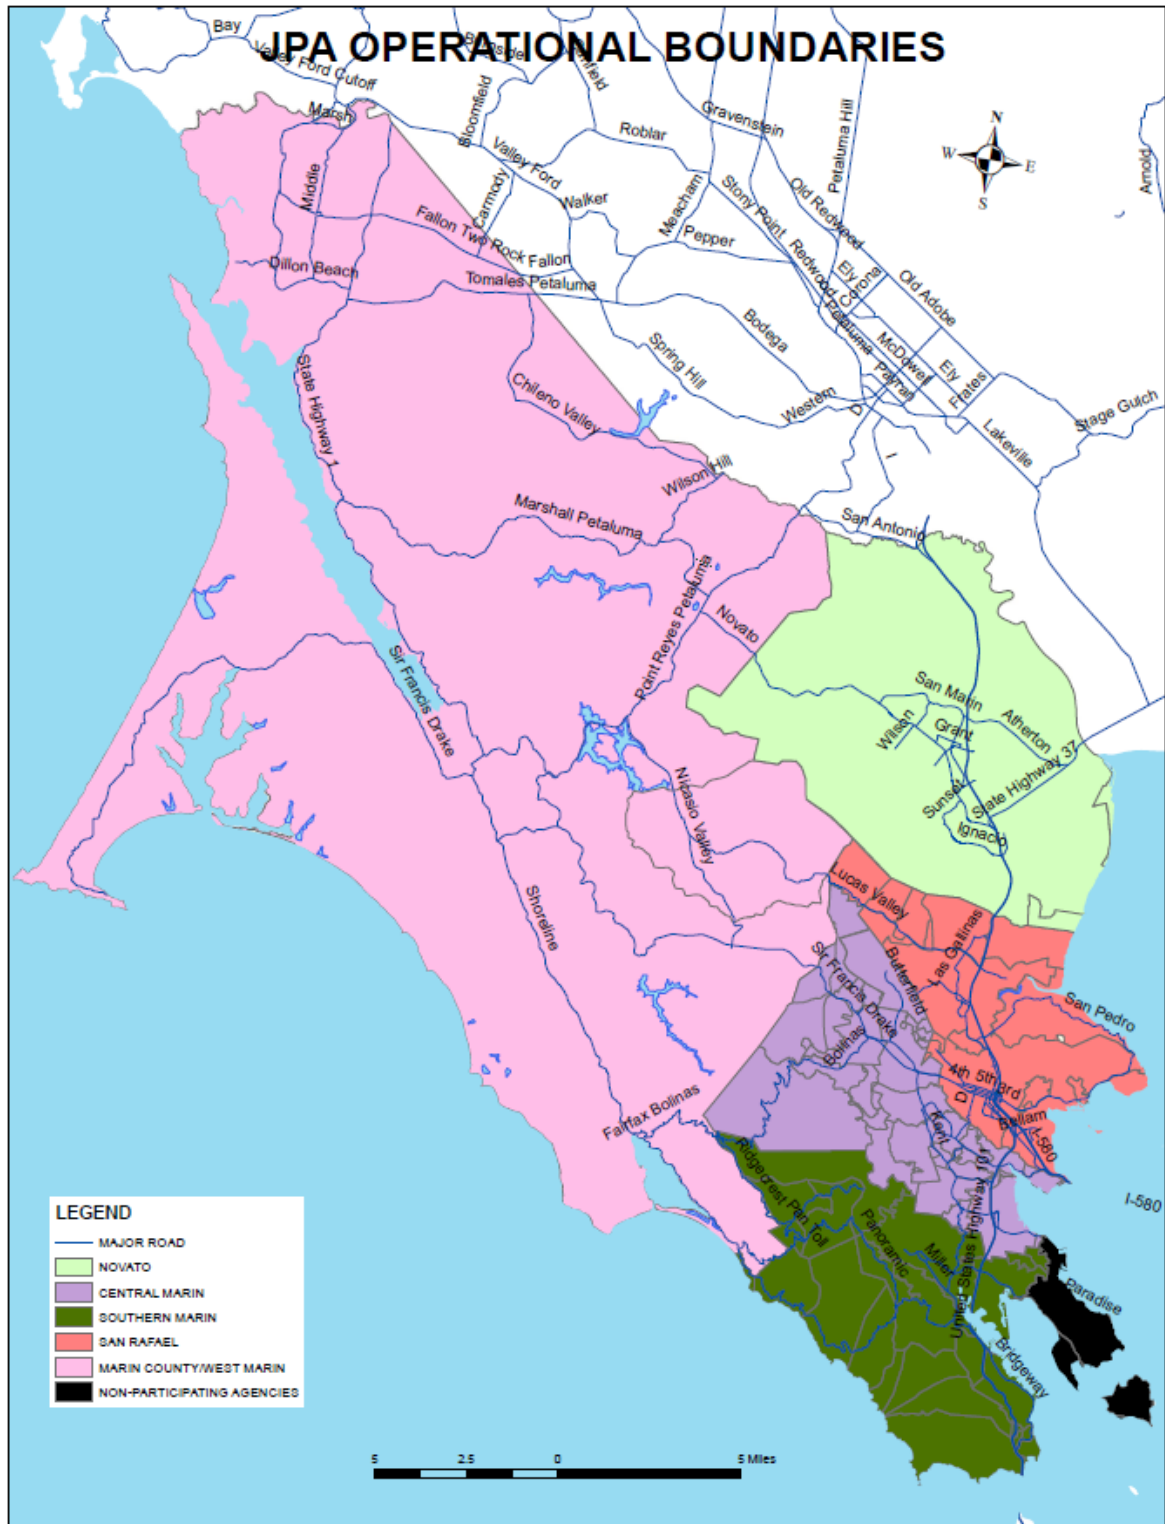 JPA OPERATIONAL BOUNDARIES
Bay
Valley Ford Cutoff
Marsh
Bloomfield
Gravenstein
Roblar
Petaluma Hill
Arnold
N
W
E
S
Valley Ford
Walker
Carmody
Middle
Meacham
Stony Point
Old Redwood
Fallon Two Rock
Fallon
Pepper
Redwood
Ely
Corona
Old Adobe
Dillon Beach
Tomales Petaluma
Bodega
Petaluma
McDowell
Ely
Payran
Frates
Spring Hill
Western
D
Stage Gulch
State Highway 1
Chileno Valley
Lakeville
I
Wilson Hill
Marshall Petaluma
San Antonio
Point Reyes Petaluma
Novato
Sir Francis Drake
San Marin
Atherton
Wilson
Grant
State Highway 37
Sunset
Ignacio
Nicasio Valley
Lucas Valley
Shoreline
Las Gallinas
Sir Francis Drake
Butterfield
San Pedro
Bolinas
4th 5th 3rd
D
Bellam
Kent
I-580
Fairfax Bolinas
Ridgecrest
Pan Toll
Panoramic
Miller
United States Highway 101
I-580
Paradise
Bridgeway
LEGEND
MAJOR ROAD
NOVATO
CENTRAL MARIN
SOUTHERN MARIN
SAN RAFAEL
MARIN COUNTY/WEST MARIN
NON-PARTICIPATING AGENCIES
5 2.5 0 5 Miles